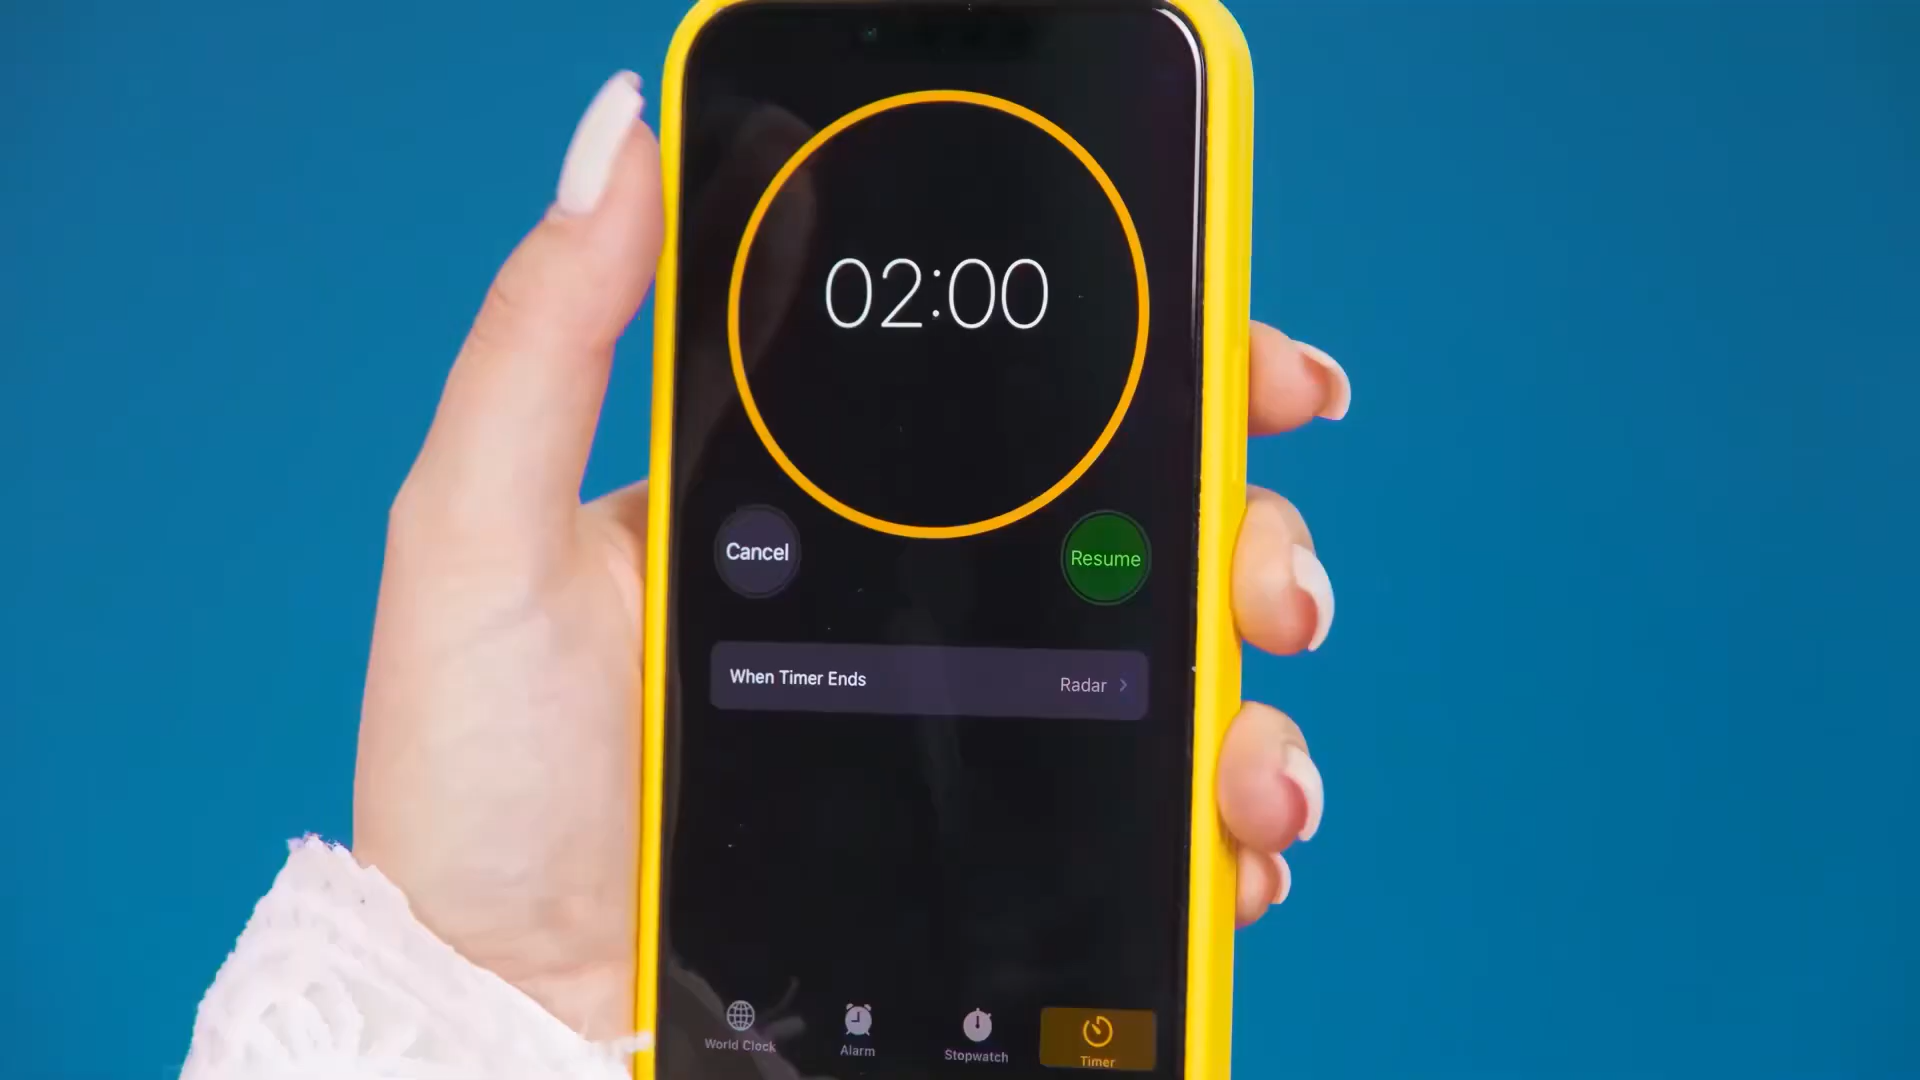 02:00
Cancel
Resume
When Timer Ends
Radar
World Clock
Alarm
Stopwatch
Timer